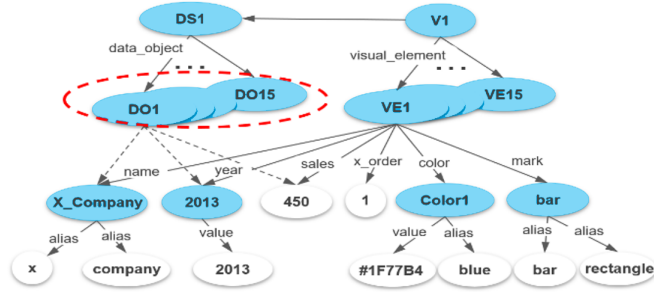 DS1 V1
data_object visual_element
... ...
DO1 DO15 VE1 VE15
name year sales x_order color mark
X_Company 2013 450 1 Color1 bar
alias alias value value alias alias alias
x company 2013 #1F77B4 blue bar rectangle